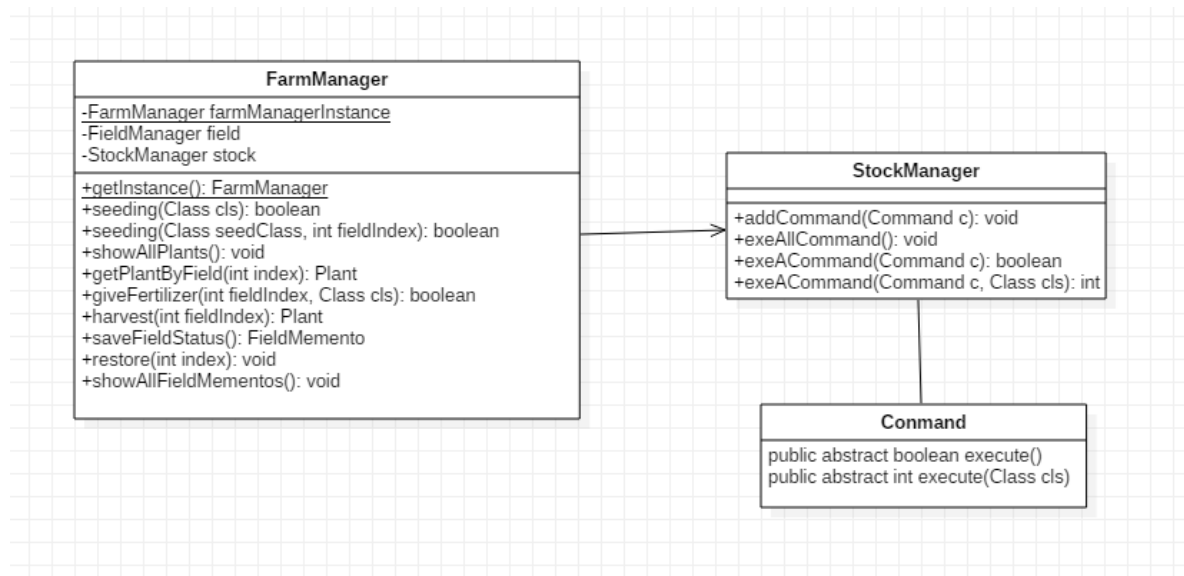 FarmManager
-FarmManager farmManagerInstance
-FieldManager field
-StockManager stock
+getInstance(): FarmManager
+seeding(Class cls): boolean
+seeding(Class seedClass, int fieldIndex): boolean
+showAllPlants(): void
+getPlantByField(int index): Plant
+giveFertilizer(int fieldIndex, Class cls): boolean
+harvest(int fieldIndex): Plant
+saveFieldStatus(): FieldMemento
+restore(int index): void
+showAllFieldMementos(): void
StockManager
+addCommand(Command c): void
+exeAllCommand(): void
+exeACommand(Command c): boolean
+exeACommand(Command c, Class cls): int
Conmand
public abstract boolean execute()
public abstract int execute(Class cls)